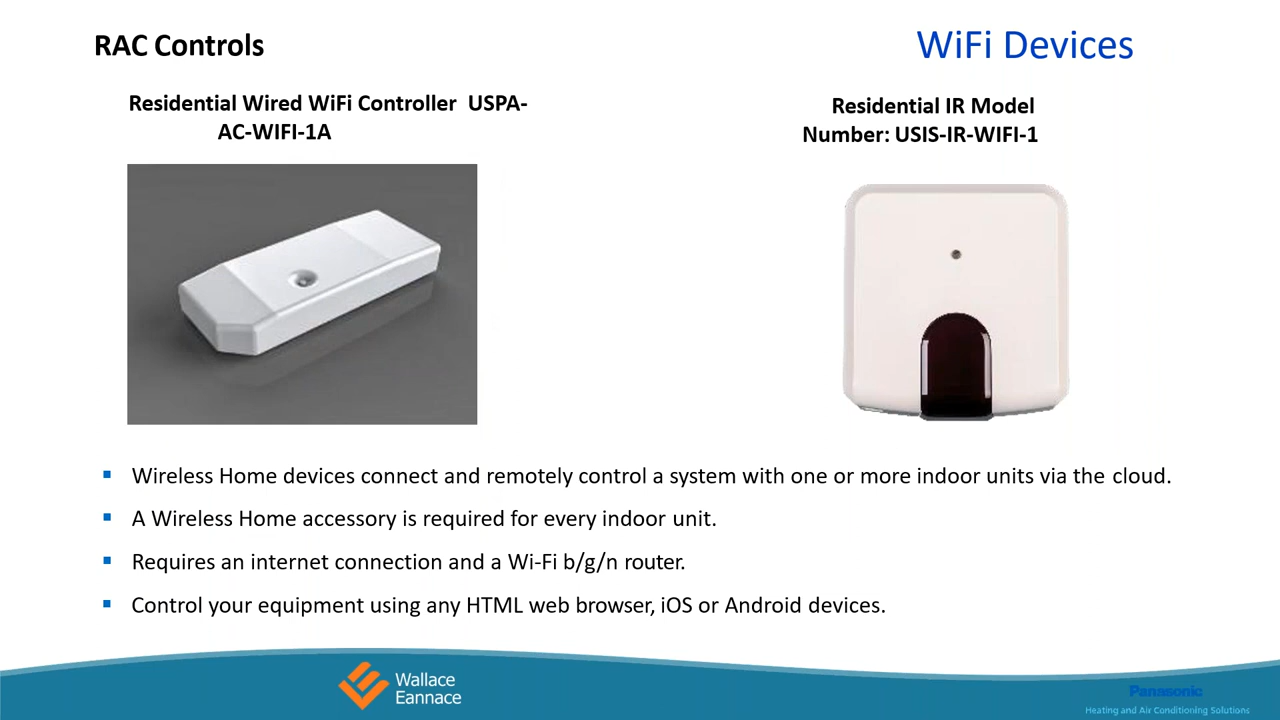 RAC Controls
WiFi Devices
Residential Wired WiFi Controller USPA-
AC-WIFI-1A
Residential IR Model
Number: USIS-IR-WIFI-1
▪ Wireless Home devices connect and remotely control a system with one or more indoor units via the cloud.
▪ A Wireless Home accessory is required for every indoor unit.
▪ Requires an internet connection and a Wi-Fi b/g/n router.
▪ Control your equipment using any HTML web browser, iOS or Android devices.
Wallace
Eannace
Panasonic
Heating and Air Conditioning Solutions